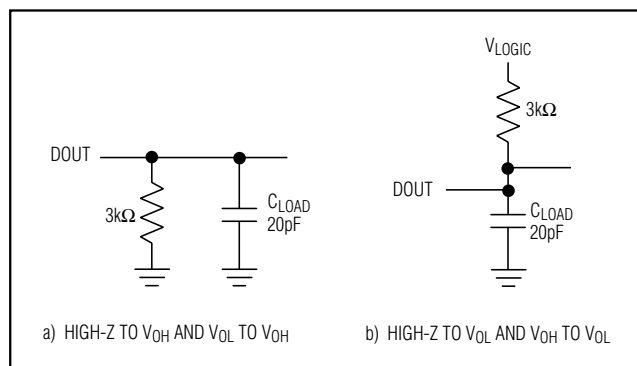 DOUT
3kΩ
CLOAD
20pF
a) HIGH-Z TO VOH AND VOL TO VOH
VLOGIC
3kΩ
DOUT
CLOAD
20pF
b) HIGH-Z TO VOL AND VOH TO VOL